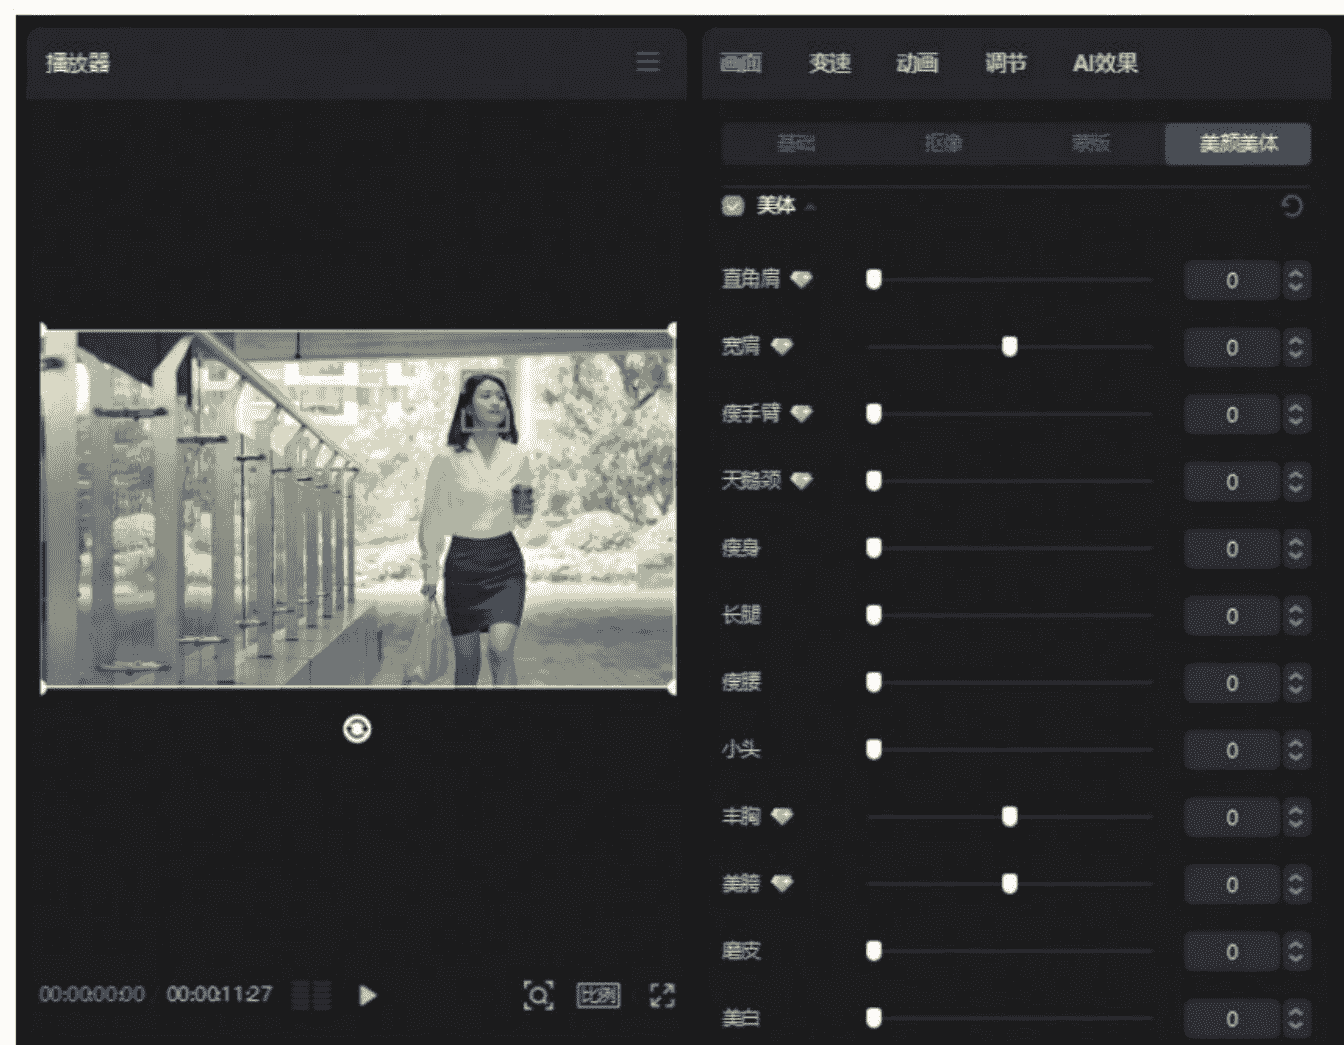 播放器
画面 变速 动画 调节 AI效果
基础 抠像 蒙版 美颜美体
美体
直角肩 0
宽肩 0
瘦手臂 0
天鹅颈 0
瘦身 0
长腿 0
瘦腰 0
小头 0
丰胸 0
美胯 0
磨皮 0
美白 0
00:00:00:00 00:00:11:27
比例